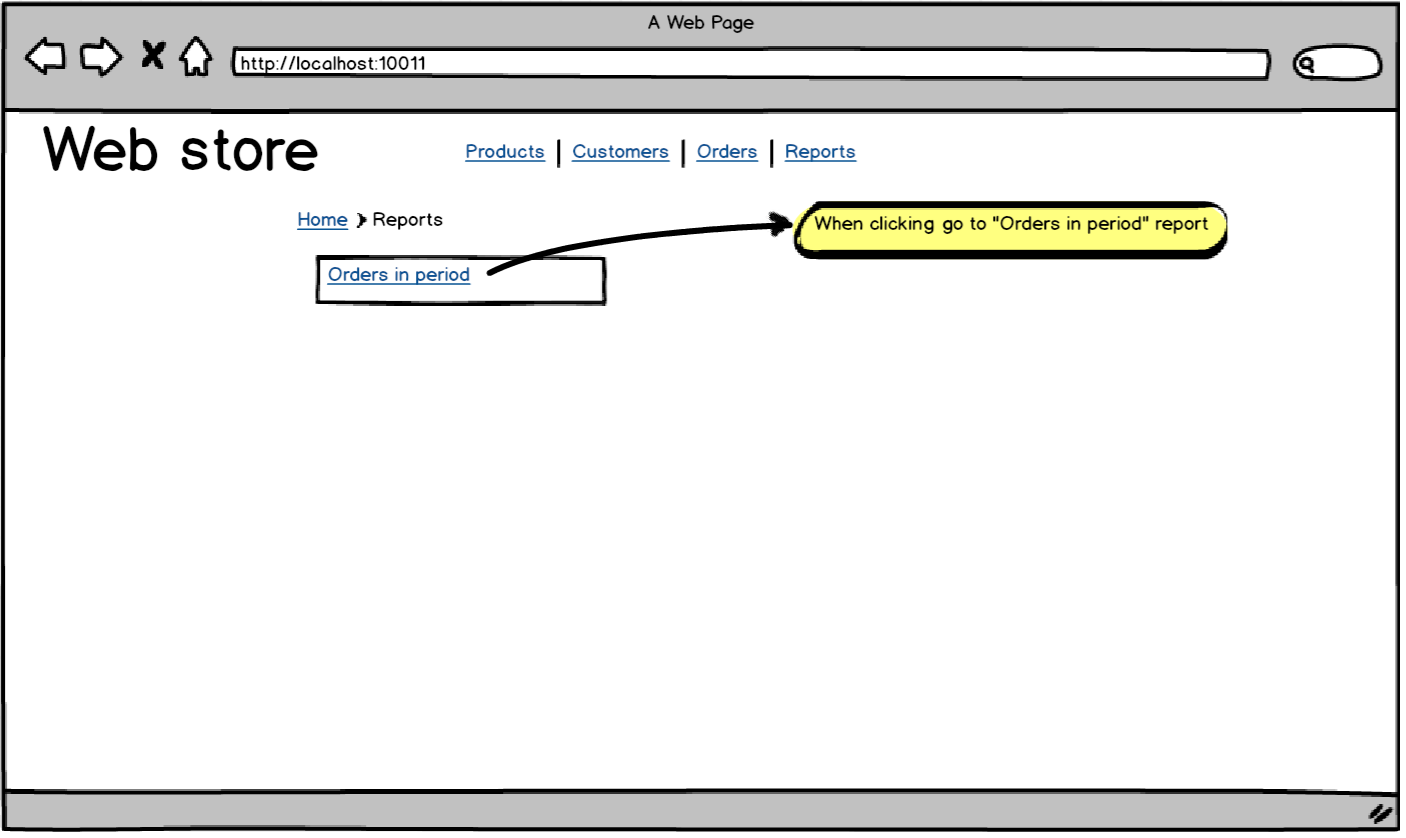 A Web Page
http://localhost:10011
Web store
Products | Customers | Orders | Reports
Home Reports
When clicking go to "Orders in period" report
Orders in period